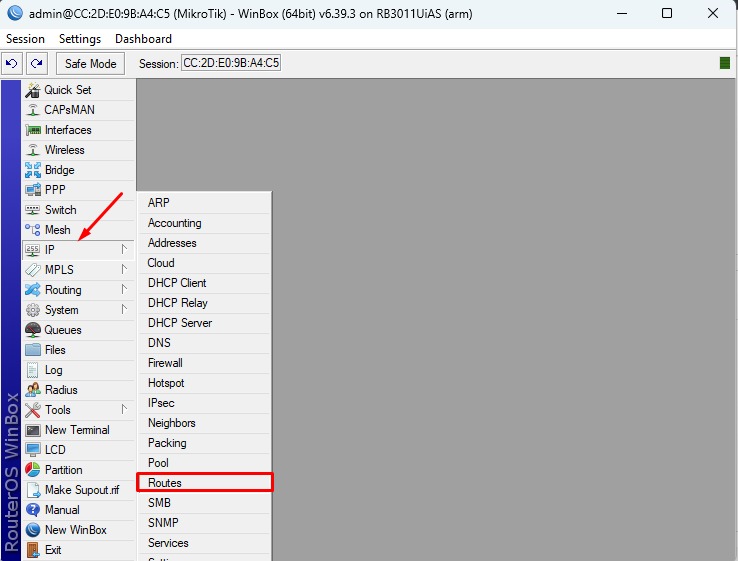 admin@CC:2D:E0:9B:A4:C5 (MikroTik) - WinBox (64bit) v6.39.3 on RB3011UiAS (arm)
Session Settings Dashboard
Safe Mode Session: CC:2D:E0:9B:A4:C5
Quick Set
CAPsMAN
Interfaces
Wireless
Bridge
PPP
Switch
Mesh
IP
MPLS
Routing
System
Queues
Files
Log
Radius
Tools
New Terminal
LCD
Partition
Make Supout.rif
Manual
New WinBox
Exit
ARP
Accounting
Addresses
Cloud
DHCP Client
DHCP Relay
DHCP Server
DNS
Firewall
Hotspot
IPsec
Neighbors
Packing
Pool
Routes
SMB
SNMP
Services
RouterOS WinBox